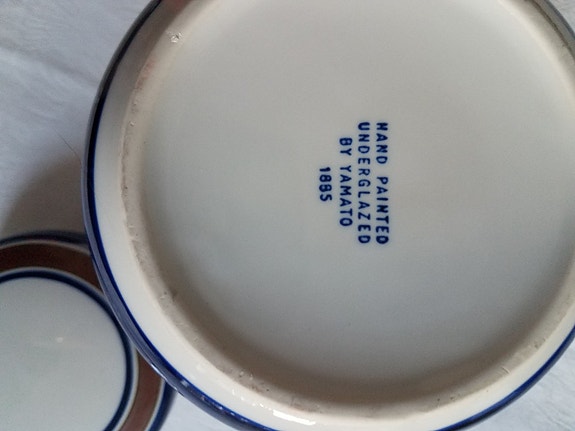 HAND PAINTED
UNDERGLAZED
BY YAMATO
1885